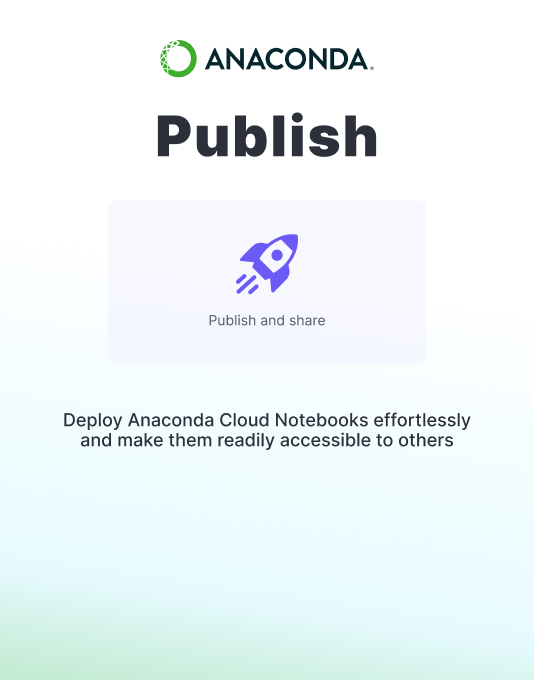 ANACONDA
Publish
Publish and share
Deploy Anaconda Cloud Notebooks effortlessly
and make them readily accessible to others